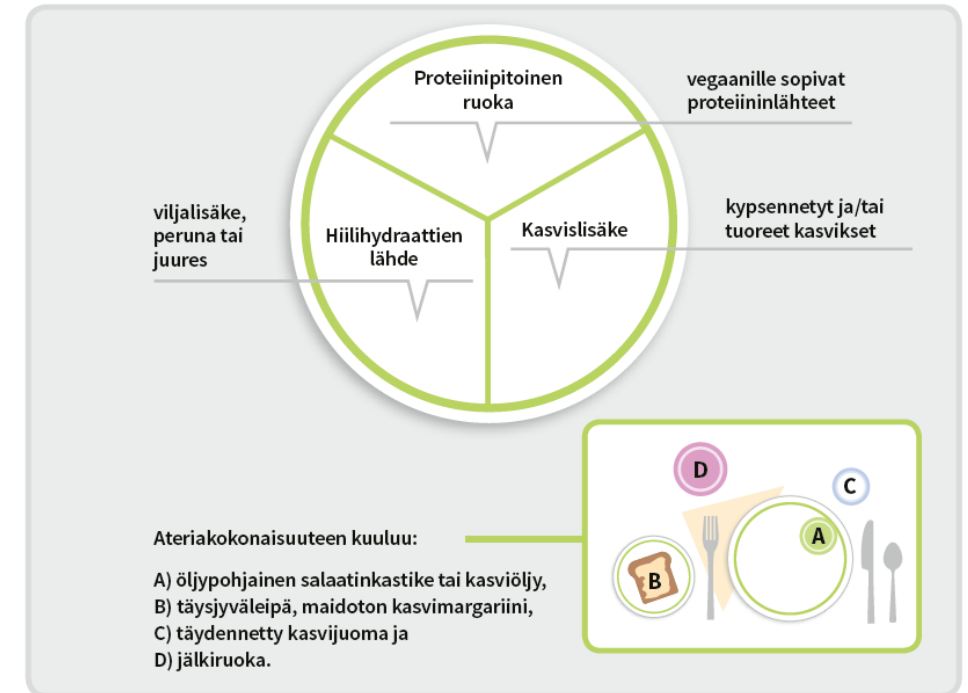 Proteiinipitoinen
ruoka
vegaanille sopivat
proteiininlähteet
viljalisäke,
peruna tai
juures
Hiilihydraattien
lähde
Kasvislisäke
kypsennetyt ja/tai
tuoreet kasvikset
Ateriakokonaisuuteen kuuluu:
A) öljypohjainen salaatinkastike tai kasviöljy,
B) täysjyväleipä, maidoton kasvimargariini,
C) täydennetty kasvijuoma ja
D) jälkiruoka.
D
C
A
B